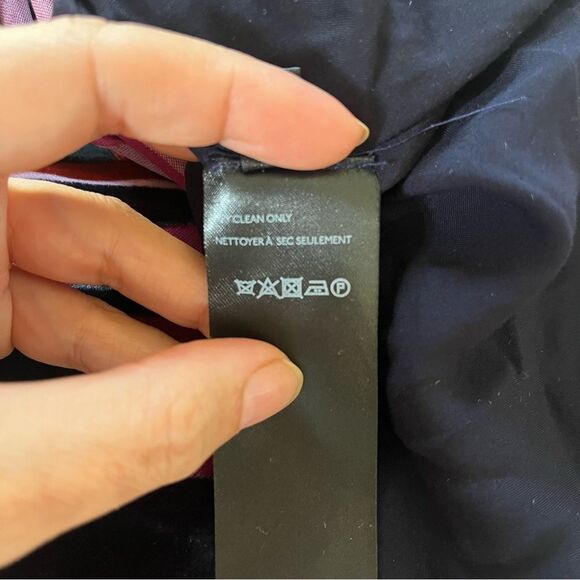 Y CLEAN ONLY
NETTOYER À SEC SEULEMENT
P